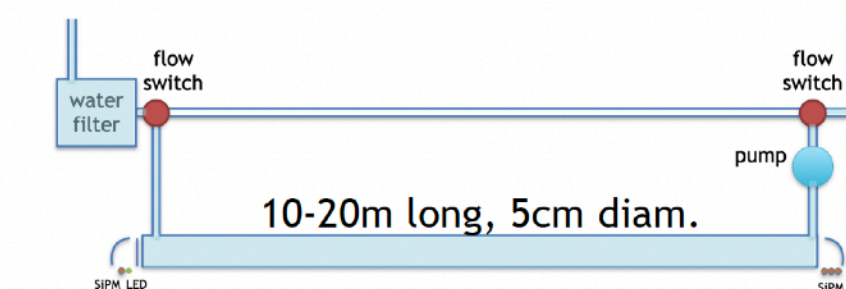 flow
switch
flow
switch
water
filter
pump
10-20m long, 5cm diam.
SiPM LED
SiPM